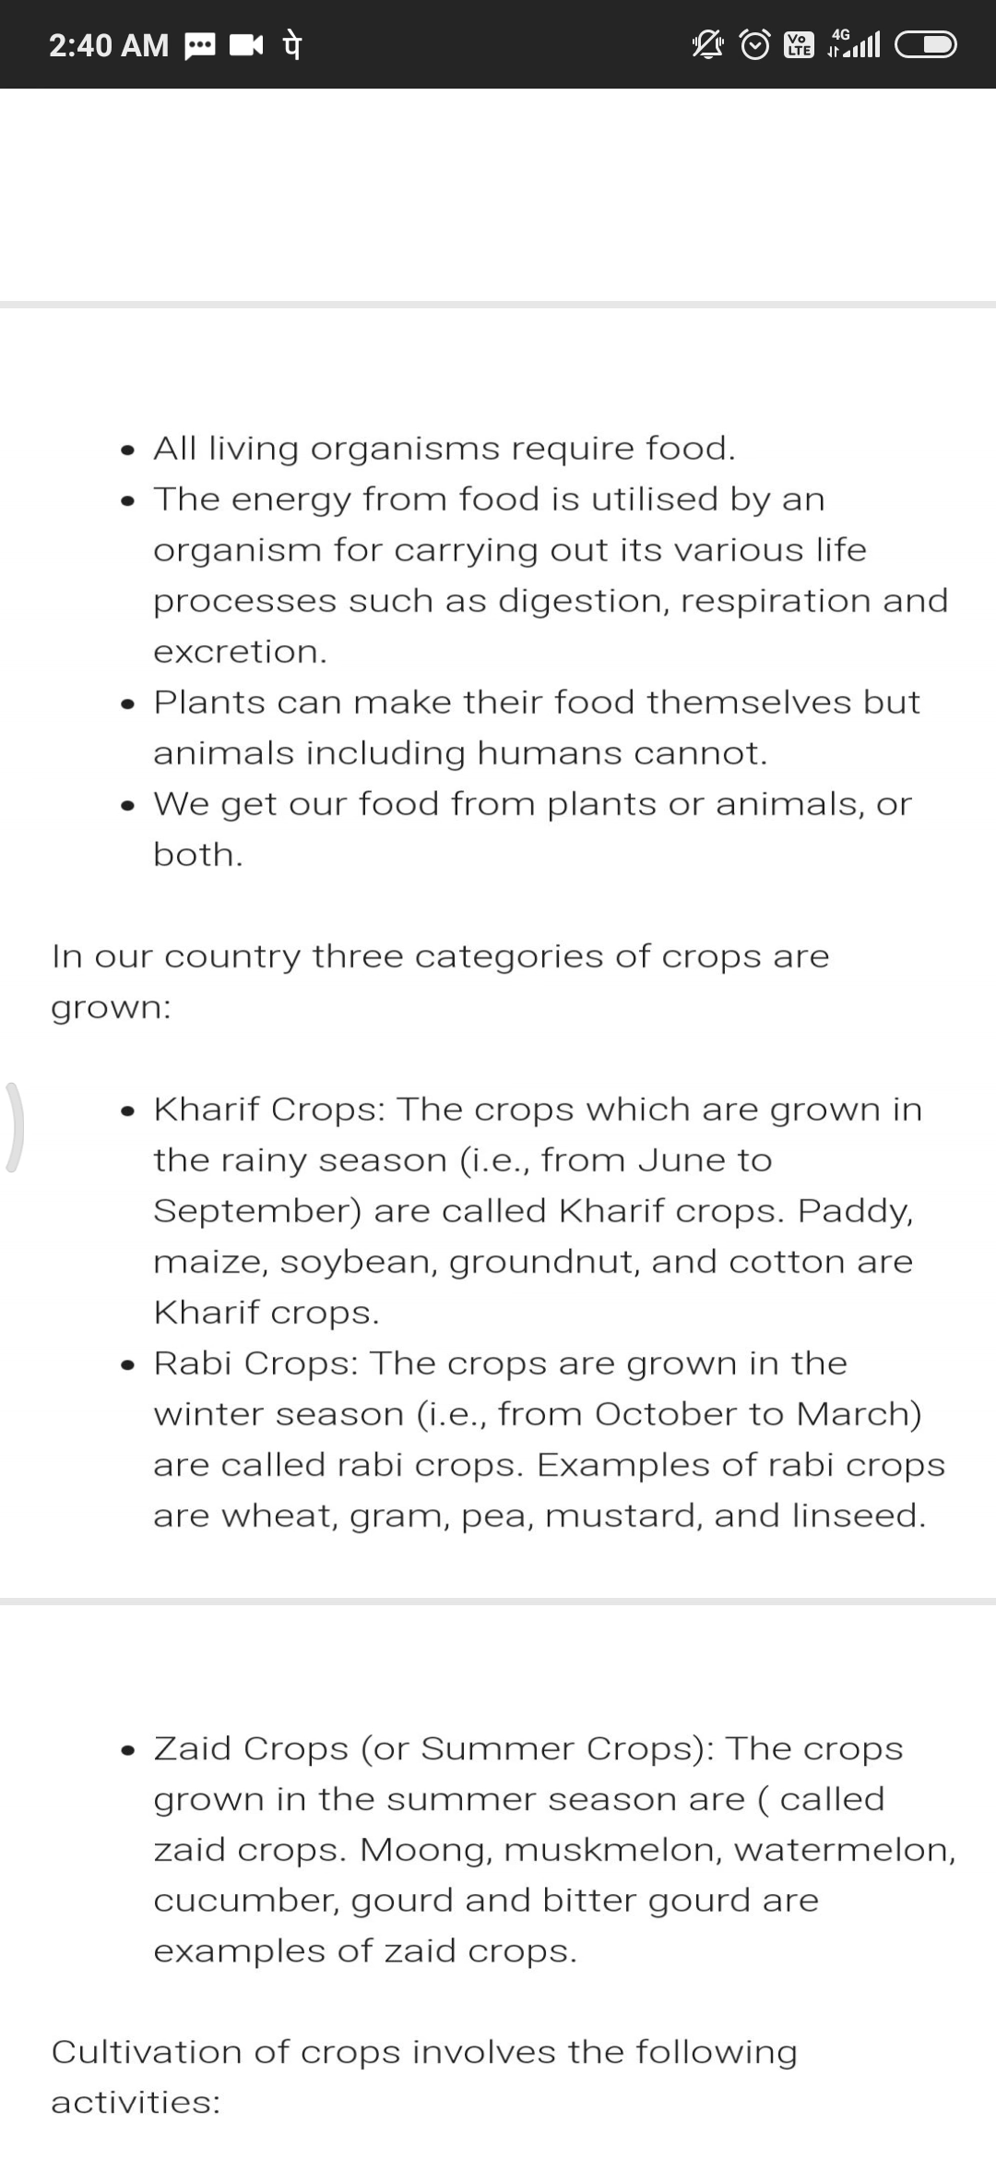 2:40 AM पे Vo LTE 4G
• All living organisms require food.
• The energy from food is utilised by an
organism for carrying out its various life
processes such as digestion, respiration and
excretion.
• Plants can make their food themselves but
animals including humans cannot.
• We get our food from plants or animals, or
both.
In our country three categories of crops are
grown:
• Kharif Crops: The crops which are grown in
the rainy season (i.e., from June to
September) are called Kharif crops. Paddy,
maize, soybean, groundnut, and cotton are
Kharif crops.
• Rabi Crops: The crops are grown in the
winter season (i.e., from October to March)
are called rabi crops. Examples of rabi crops
are wheat, gram, pea, mustard, and linseed.
• Zaid Crops (or Summer Crops): The crops
grown in the summer season are ( called
zaid crops. Moong, muskmelon, watermelon,
cucumber, gourd and bitter gourd are
examples of zaid crops.
Cultivation of crops involves the following
activities: